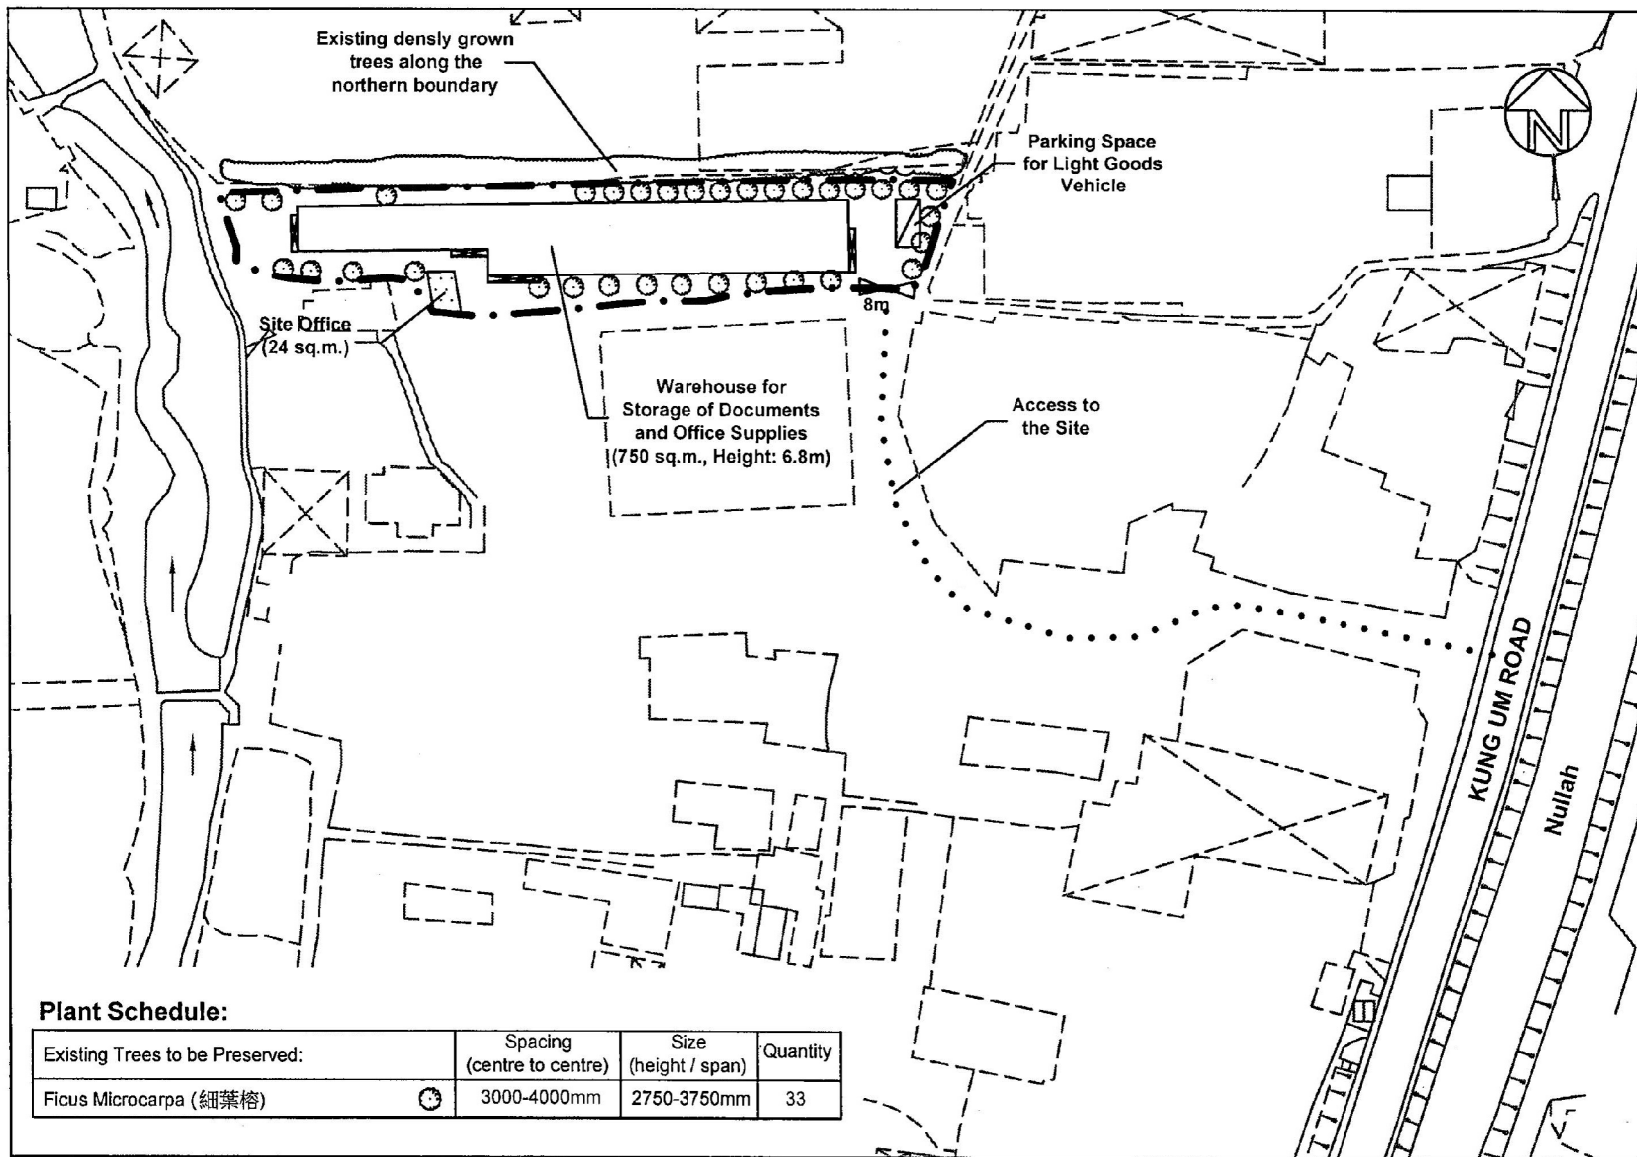 Existing densly grown
trees along the
northern boundary
Parking Space
for Light Goods
Vehicle
N
8m
Site Office
(24 sq.m.)
Warehouse for
Storage of Documents
and Office Supplies
(750 sq.m., Height: 6.8m)
Access to
the Site
KUNG UM ROAD
Nullah
Plant Schedule:
Existing Trees to be Preserved:
Spacing
(centre to centre)
Size
(height / span)
Quantity
Ficus Microcarpa (細葉榕)
3000-4000mm
2750-3750mm
33